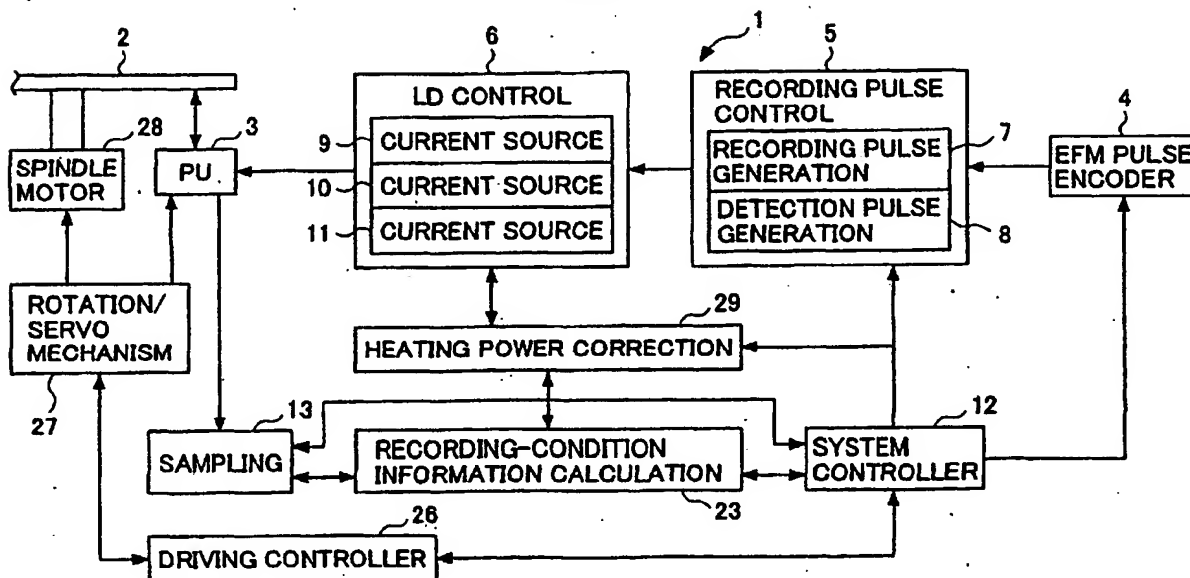 1
2
6
5
LD CONTROL
RECORDING PULSE
CONTROL
28
3
9
CURRENT SOURCE
7
4
SPINDLE
MOTOR
PU
10
CURRENT SOURCE
RECORDING PULSE
GENERATION
EFM PULSE
ENCODER
11
CURRENT SOURCE
DETECTION PULSE
GENERATION
8
ROTATION/
SERVO
MECHANISM
29
HEATING POWER CORRECTION
27
13
12
SAMPLING
RECORDING-CONDITION
INFORMATION CALCULATION
SYSTEM
CONTROLLER
23
26
DRIVING CONTROLLER